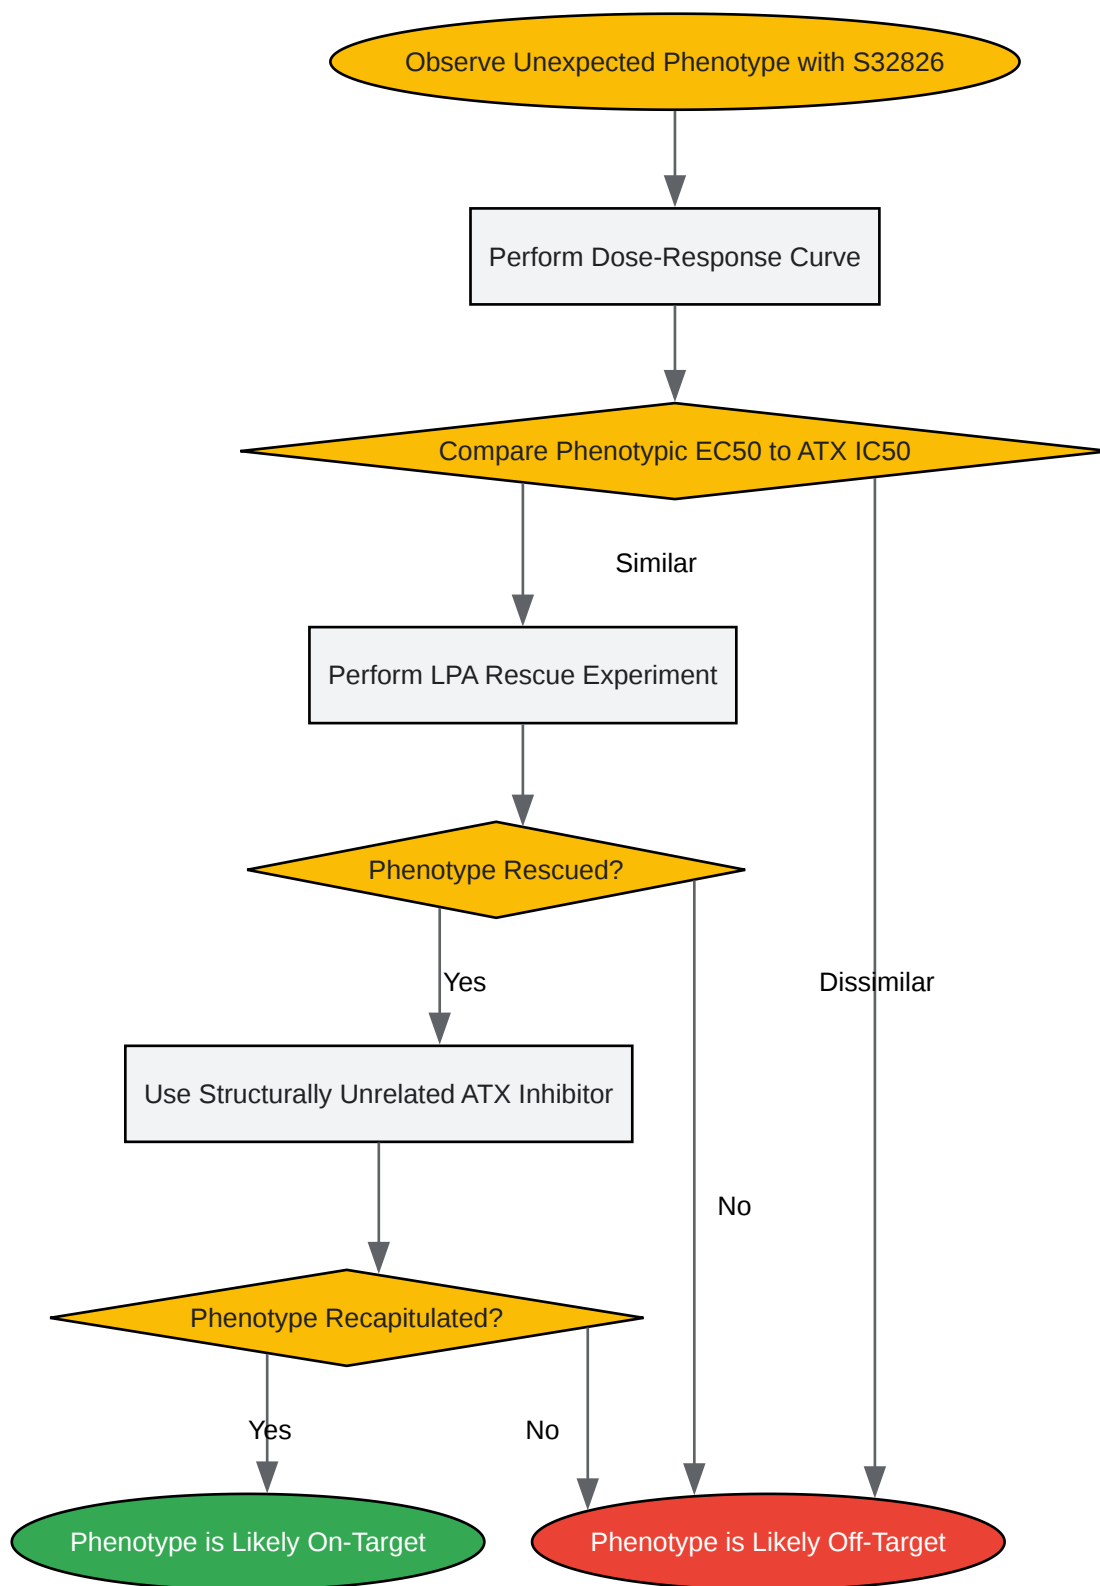 Observe Unexpected Phenotype with S32826
Perform Dose-Response Curve
Compare Phenotypic EC50 to ATX IC50
Similar
Perform LPA Rescue Experiment
Phenotype Rescued?
Yes
Dissimilar
Use Structurally Unrelated ATX Inhibitor
No
Phenotype Recapitulated?
Yes
No
Phenotype is Likely On-Target
Phenotype is Likely Off-Target